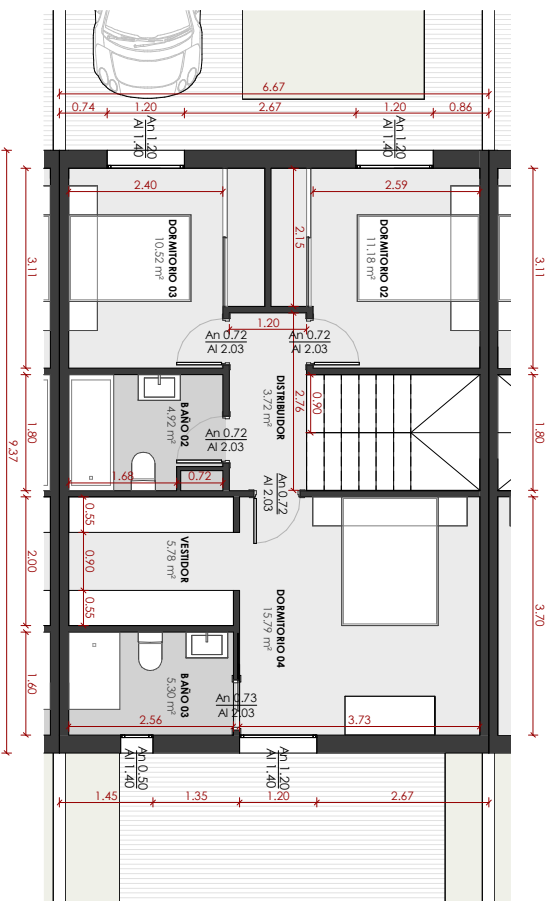 6.67
0.74
1.20
2.67
1.20
0.86
An 1.20
Al 1.40
An 1.20
Al 1.40
2.40
2.59
DORMITORIO 03
10.52 m²
2.15
DORMITORIO 02
11.18 m²
3.11
3.11
1.20
An 0.72
Al 2.03
An 0.72
Al 2.03
DISTRIBUIDOR
3.72 m²
2.76
0.90
BAÑO 02
4.92 m²
An 0.72
Al 2.03
1.80
1.80
9.37
1.68
0.72
An 0.72
Al 2.03
0.55
0.90
0.55
VESTIDOR
5.78 m²
2.00
DORMITORIO 04
15.79 m²
3.70
BAÑO 03
5.30 m²
1.60
An 0.73
Al 2.03
2.56
3.73
An 0.50
Al 1.40
An 1.20
Al 1.40
1.45
1.35
1.20
2.67